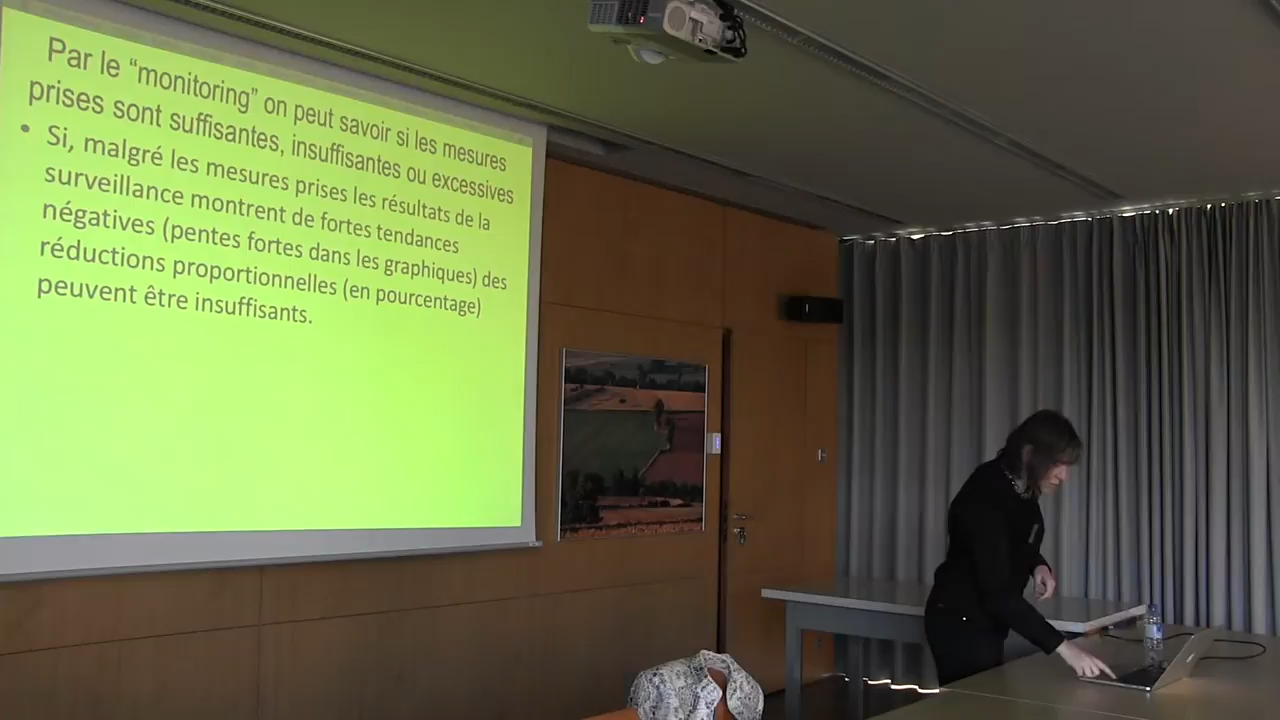 Par le “monitoring” on peut savoir si les mesures
prises sont suffisantes, insuffisantes ou excessives
• Si, malgré les mesures prises les résultats de la
surveillance montrent de fortes tendances
négatives (pentes fortes dans les graphiques) des
réductions proportionnelles (en pourcentage)
peuvent être insuffisants.